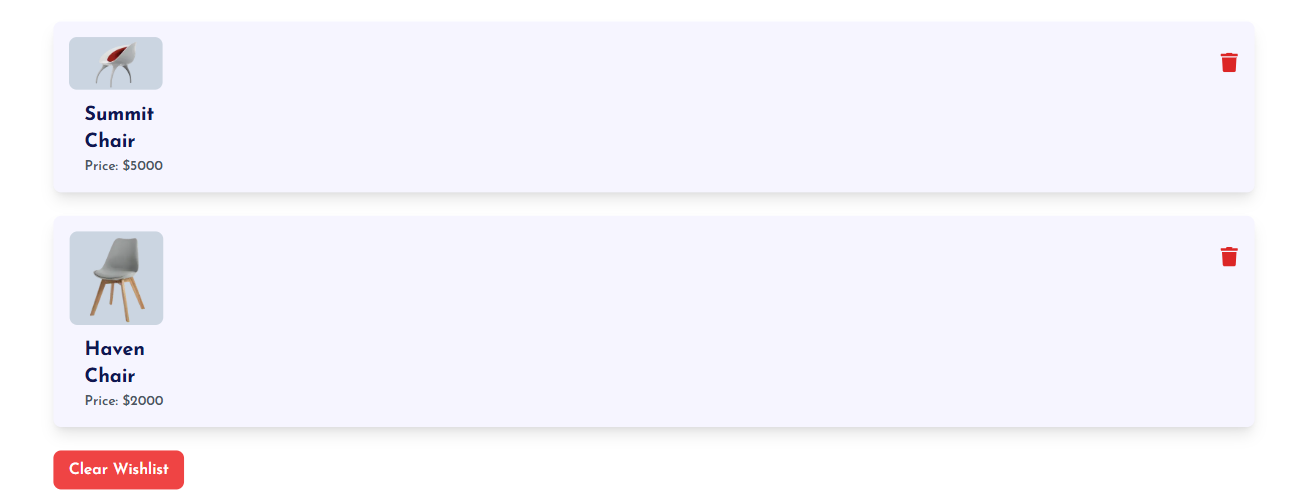 Summit
Chair
Price: $5000
Haven
Chair
Price: $2000
Clear Wishlist